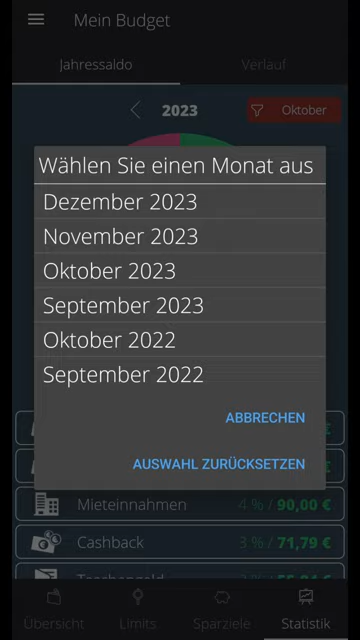 Mein Budget
Jahressaldo
Verlauf
2023
Oktober
Wählen Sie einen Monat aus
Dezember 2023
November 2023
Oktober 2023
September 2023
Oktober 2022
September 2022
ABBRECHEN
€
AUSWAHL ZURÜCKSETZEN
€
Mieteinnahmen 4 % / 90,00 €
Cashback 3 % / 71,79 €
Taschengeld
Übersicht
Limits
Sparziele
Statistik